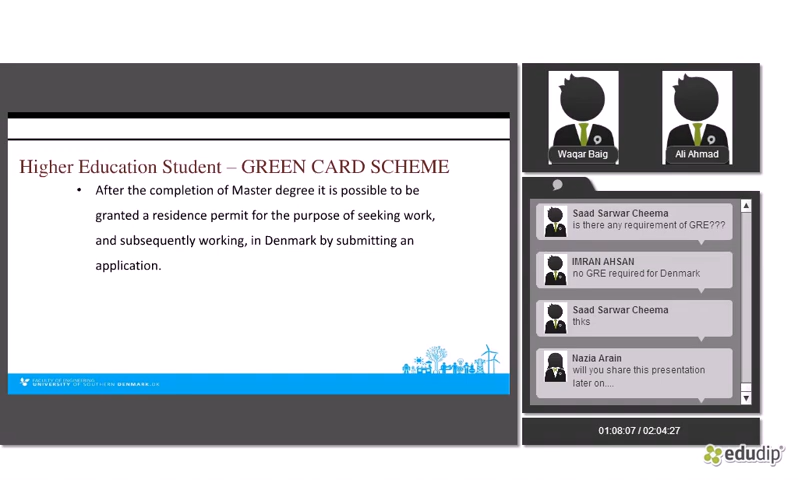 Higher Education Student – GREEN CARD SCHEME
• After the completion of Master degree it is possible to be
granted a residence permit for the purpose of seeking work,
and subsequently working, in Denmark by submitting an
application.
FACULTY OF ENGINEERING
UNIVERSITY OF SOUTHERN DENMARK.DK
Waqar Baig
Ali Ahmad
Saad Sarwar Cheema
is there any requirement of GRE???
IMRAN AHSAN
no GRE required for Denmark
Saad Sarwar Cheema
thks
Nazia Arain
will you share this presentation
later on....
01:08:07 / 02:04:27
edudip